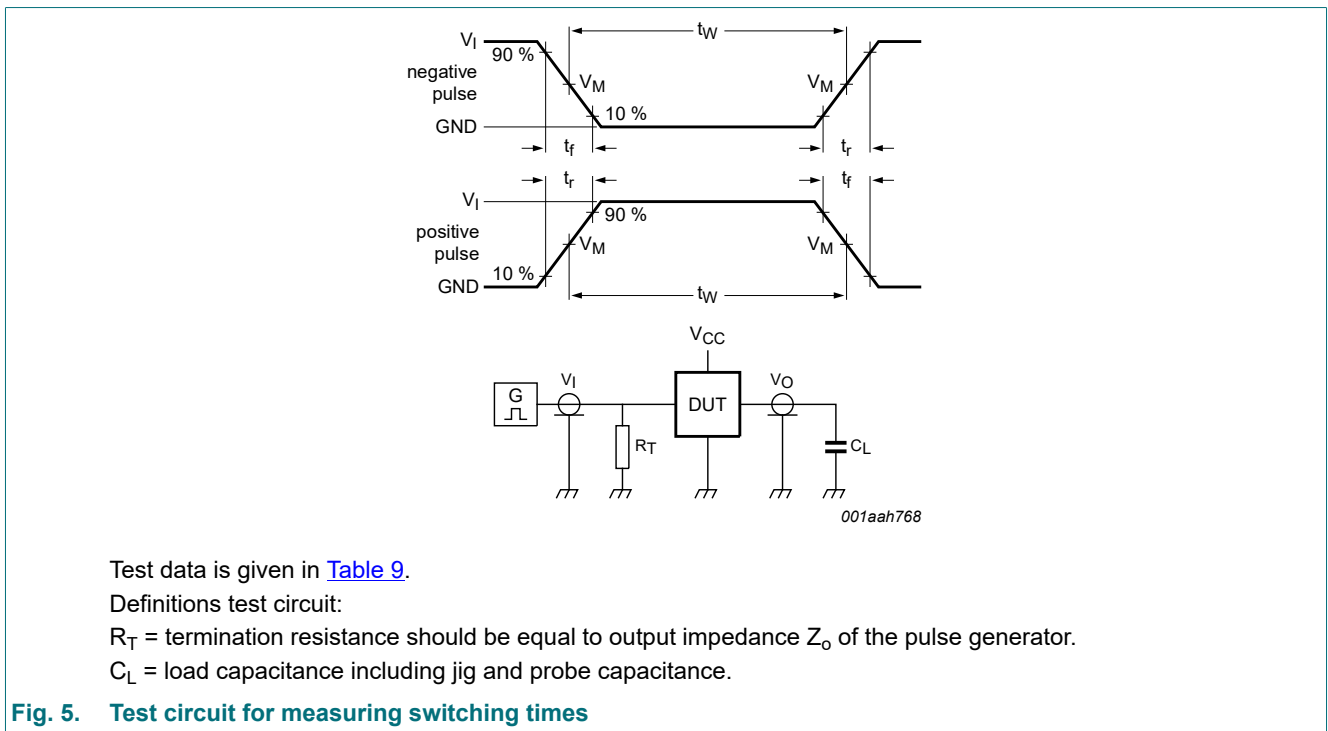 tW
VI
90 %
negative
pulse
VM
VM
10 %
GND
tf
tr
tr
tf
VI
90 %
positive
pulse
VM
VM
10 %
GND
tW
VCC
G
VI
DUT
VO
RT
CL
001aah768
Test data is given in Table 9.
Definitions test circuit:
RT = termination resistance should be equal to output impedance Zo of the pulse generator.
CL = load capacitance including jig and probe capacitance.
Fig. 5. Test circuit for measuring switching times